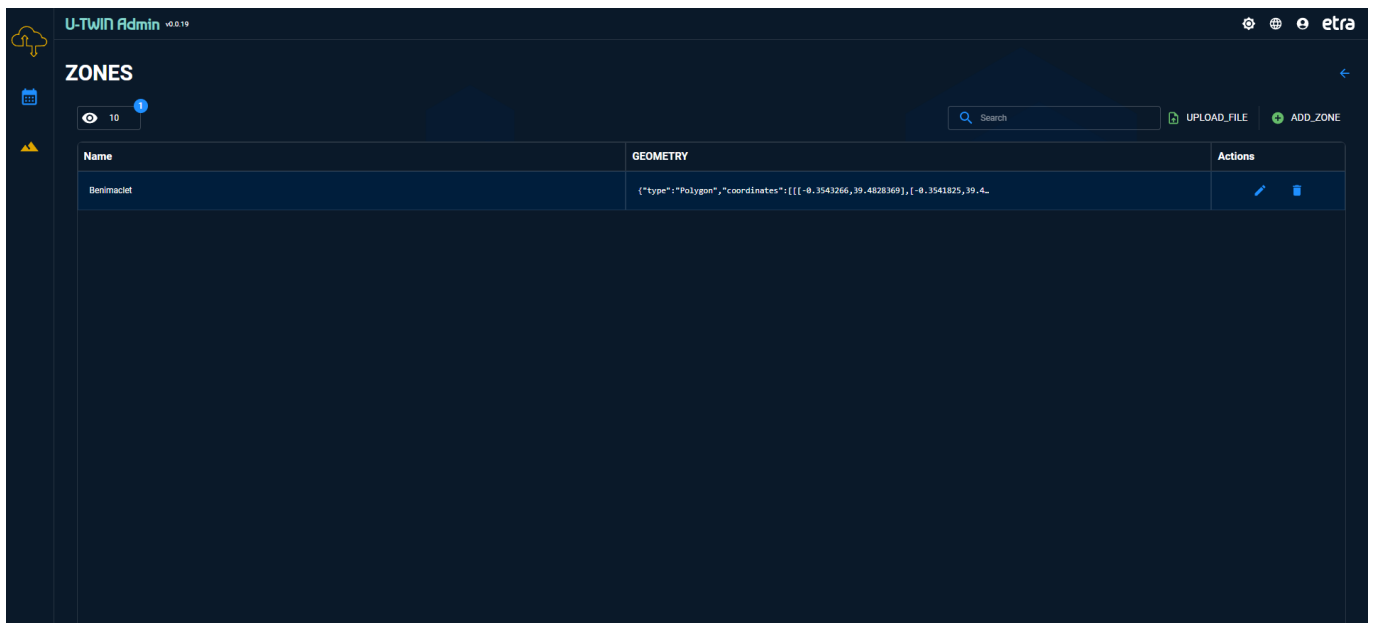 U-TWIN Admin v0.0.19
etra
ZONES
10
1
Search
UPLOAD_FILE
ADD_ZONE
Name
GEOMETRY
Actions
Benimaclet
{"type":"Polygon","coordinates":[[[-0.3543266,39.4828369],[-0.3541825,39.4…